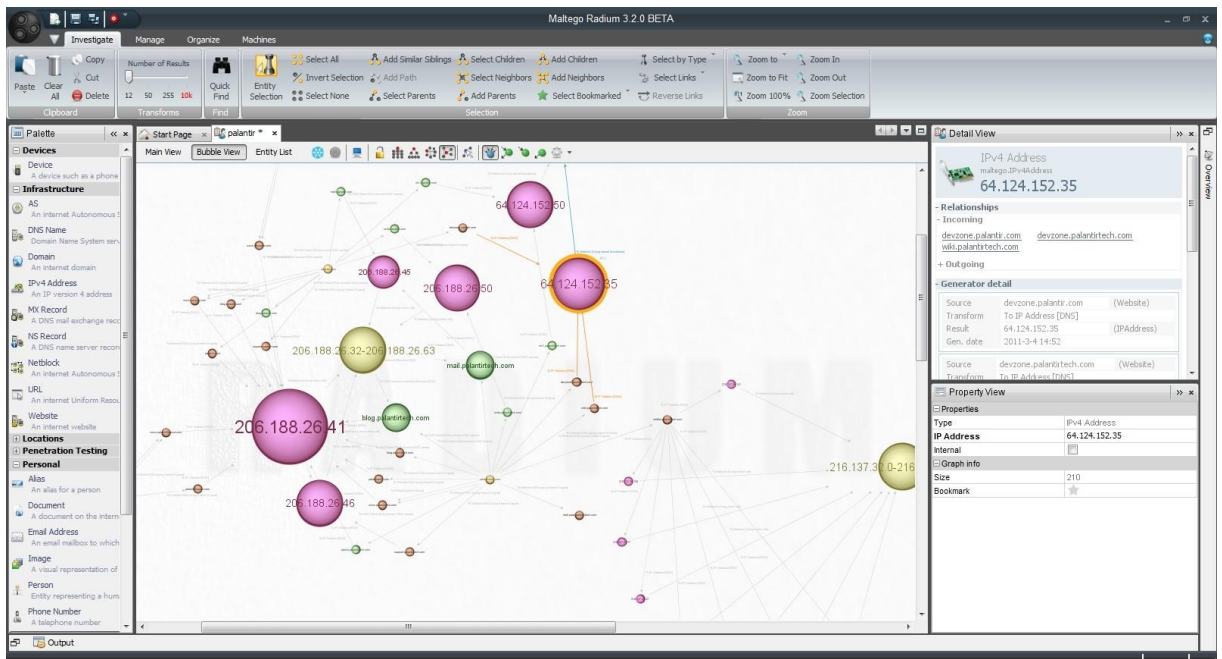 Maltego Radium 3.2.0 BETA
Investigate Manage Organize Machines
Paste
Clear All
Copy
Cut
Delete
Clipboard
Number of Results
12 50 255 10k
Transforms
Quick Find
Find
Entity Selection
Select All
Invert Selection
Select None
Add Similar Siblings
Add Path
Select Parents
Select Children
Select Neighbors
Add Parents
Add Children
Add Neighbors
Select Bookmarked
Select by Type
Select Links
Reverse Links
Selection
Zoom to
Zoom to Fit
Zoom 100%
Zoom In
Zoom Out
Zoom Selection
Zoom
Palette
Devices
Device
A device such as a phone
Infrastructure
AS
An internet Autonomous S
DNS Name
Domain Name System serv
Domain
An internet domain
IPv4 Address
An IP version 4 address
MX Record
A DNS mail exchange reco
NS Record
A DNS name server recor
Netblock
An internet Autonomous S
URL
An internet Uniform Resou
Website
An internet website
Locations
Penetration Testing
Personal
Alias
An alias for a person
Document
A document on the intern
Email Address
An email mailbox to which
Image
A visual representation of
Person
Entity representing a hum
Phone Number
A telephone number
Start Page
palantir *
Main View Bubble View Entity List
64.124.152.50
206.188.26.45
206.188.26.50
64.124.152.35
206.188.26.32-206.188.26.63
mail.palantirtech.com
blog.palantirtech.com
206.188.26.41
.216.137.32.0-216
206.188.26.46
Detail View
IPv4 Address
maltego.IPv4Address
64.124.152.35
- Relationships
- Incoming
devzone.palantir.com devzone.palantirtech.com
wiki.palantirtech.com
+ Outgoing
- Generator detail
Source devzone.palantir.com (Website)
Transform To IP Address [DNS]
Result 64.124.152.35 (IPAddress)
Gen. date 2011-3-4 14:52
Source devzone.palantirtech.com (Website)
Transform To IP Address [DNS]
Property View
Properties
Type IPv4 Address
IP Address 64.124.152.35
Internal
Graph info
Size 210
Bookmark
Overview
Output